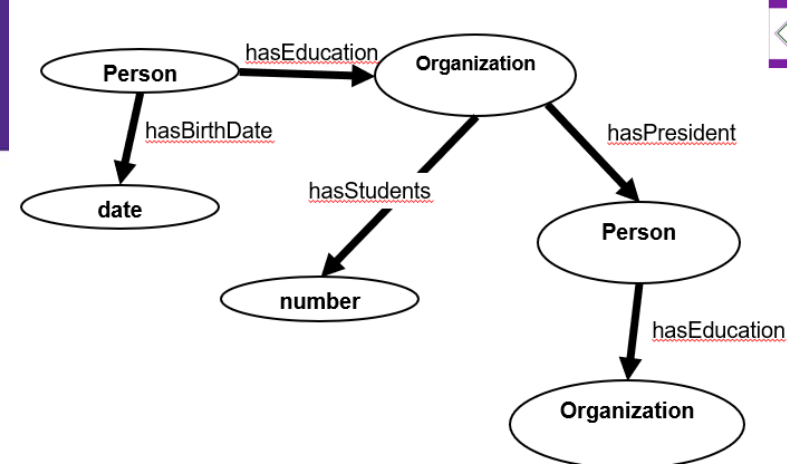 hasEducation
Organization
Person
hasBirthDate
hasPresident
hasStudents
date
Person
number
hasEducation
Organization